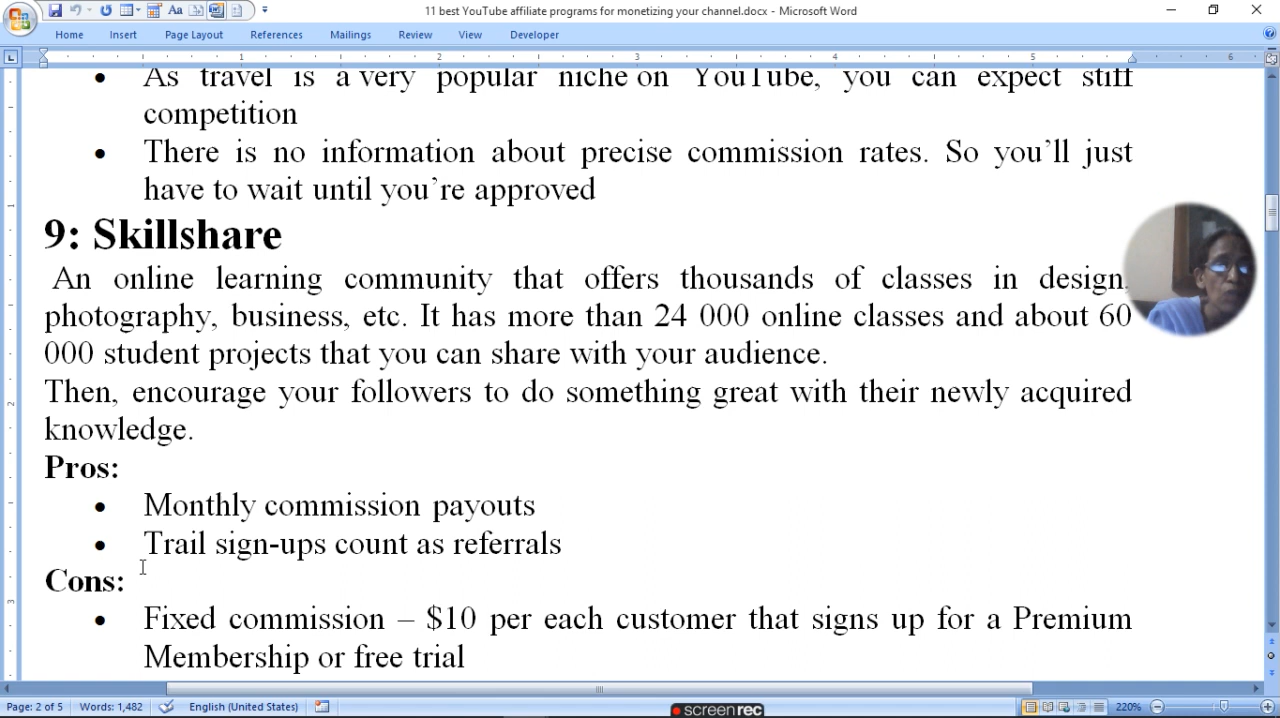 11 best YouTube affiliate programs for monetizing your channel.docx - Microsoft Word
Home Insert Page Layout References Mailings Review View Developer
1 2 3 4 5 6
• As travel is a very popular niche on YouTube, you can expect stiff
competition
• There is no information about precise commission rates. So you’ll just
have to wait until you’re approved
9: Skillshare
An online learning community that offers thousands of classes in design,
photography, business, etc. It has more than 24 000 online classes and about 60
000 student projects that you can share with your audience.
Then, encourage your followers to do something great with their newly acquired
knowledge.
Pros:
• Monthly commission payouts
• Trail sign-ups count as referrals
Cons:
• Fixed commission – $10 per each customer that signs up for a Premium
Membership or free trial
Page: 2 of 5 Words: 1,482 English (United States) 220%
screenrec